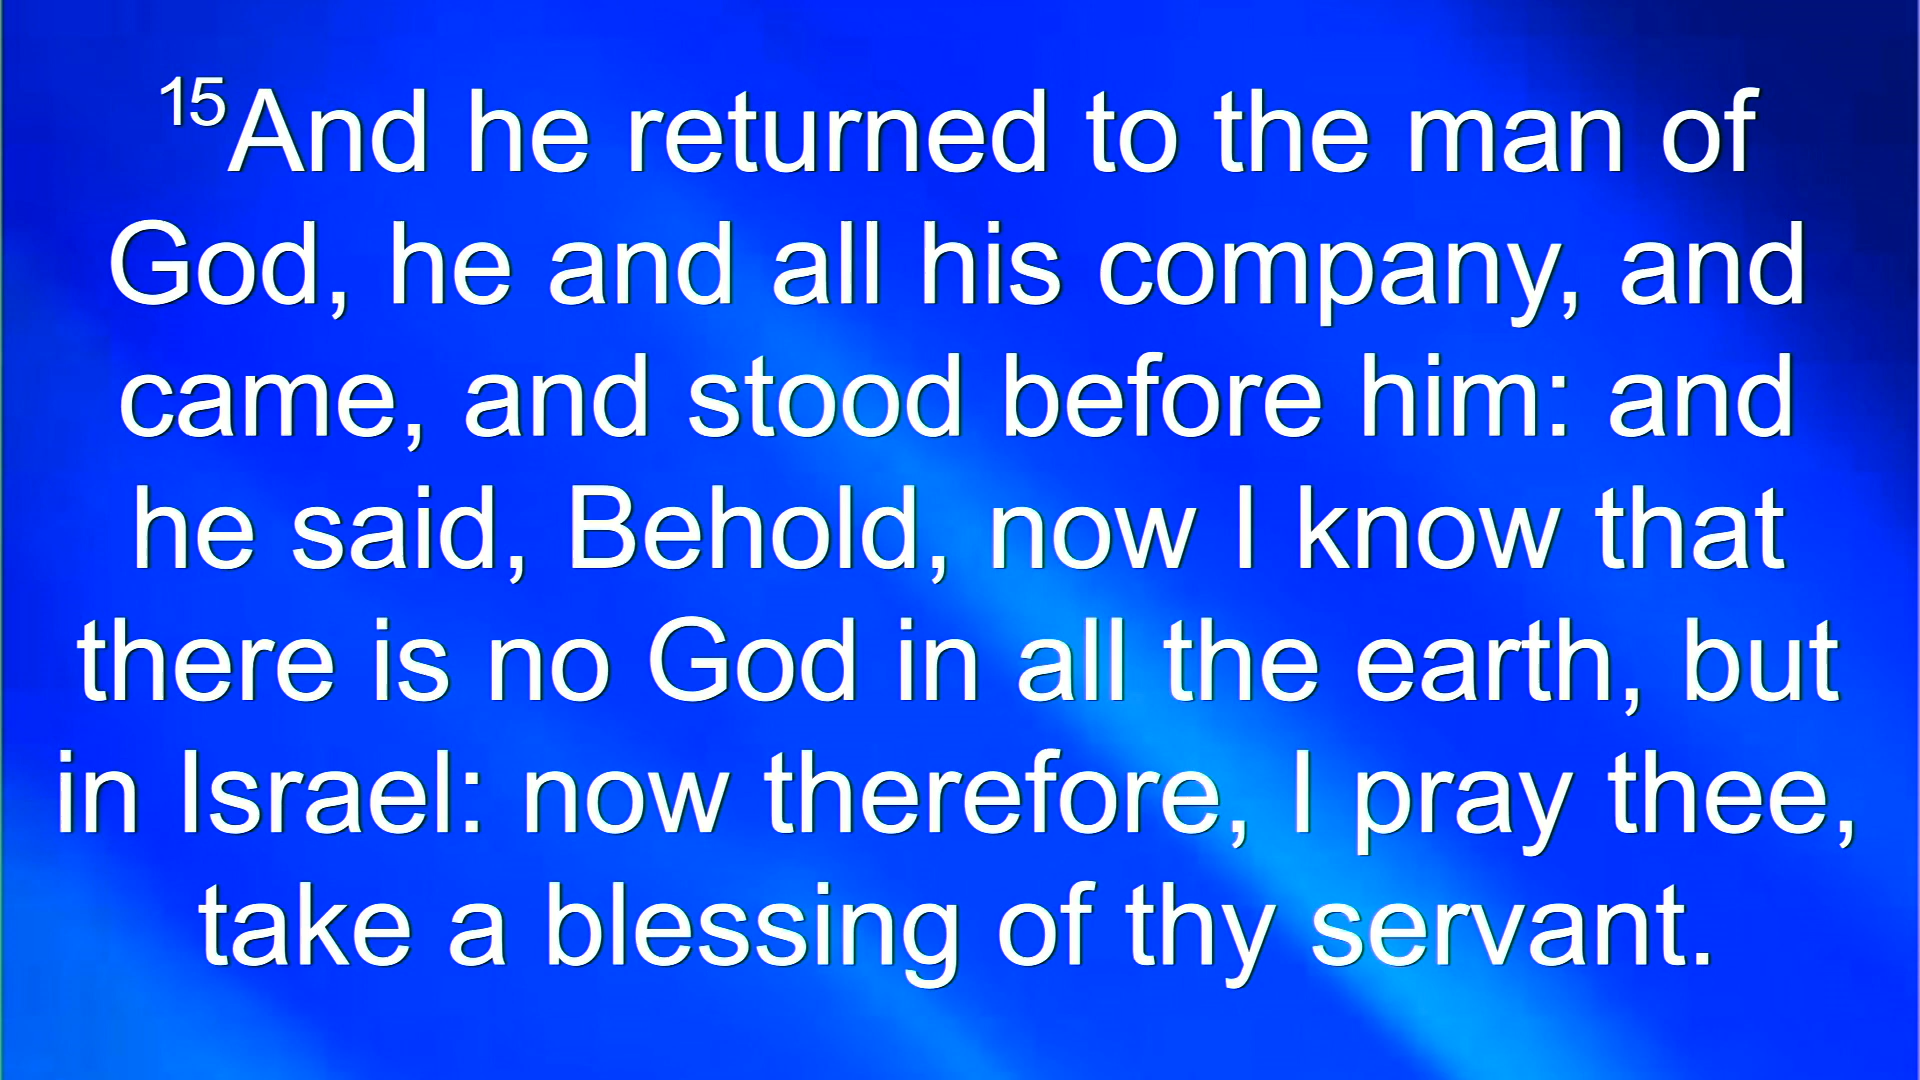 15And he returned to the man of
God, he and all his company, and
came, and stood before him: and
he said, Behold, now I know that
there is no God in all the earth, but
in Israel: now therefore, I pray thee,
take a blessing of thy servant.